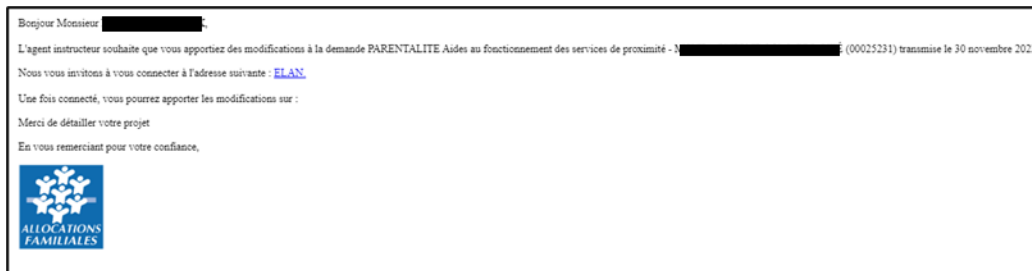 Bonjour Monsieur
L'agent instructeur souhaite que vous apportiez des modifications à la demande PARENTALITE Aides au fonctionnement des services de proximité - (00025231) transmise le 30 novembre 202
Nous vous invitons à vous connecter à l'adresse suivante : ELAN.
Une fois connecté, vous pourrez apporter les modifications sur :
Merci de détailler votre projet
En vous remerciant pour votre confiance,
ALLOCATIONS
FAMILIALES